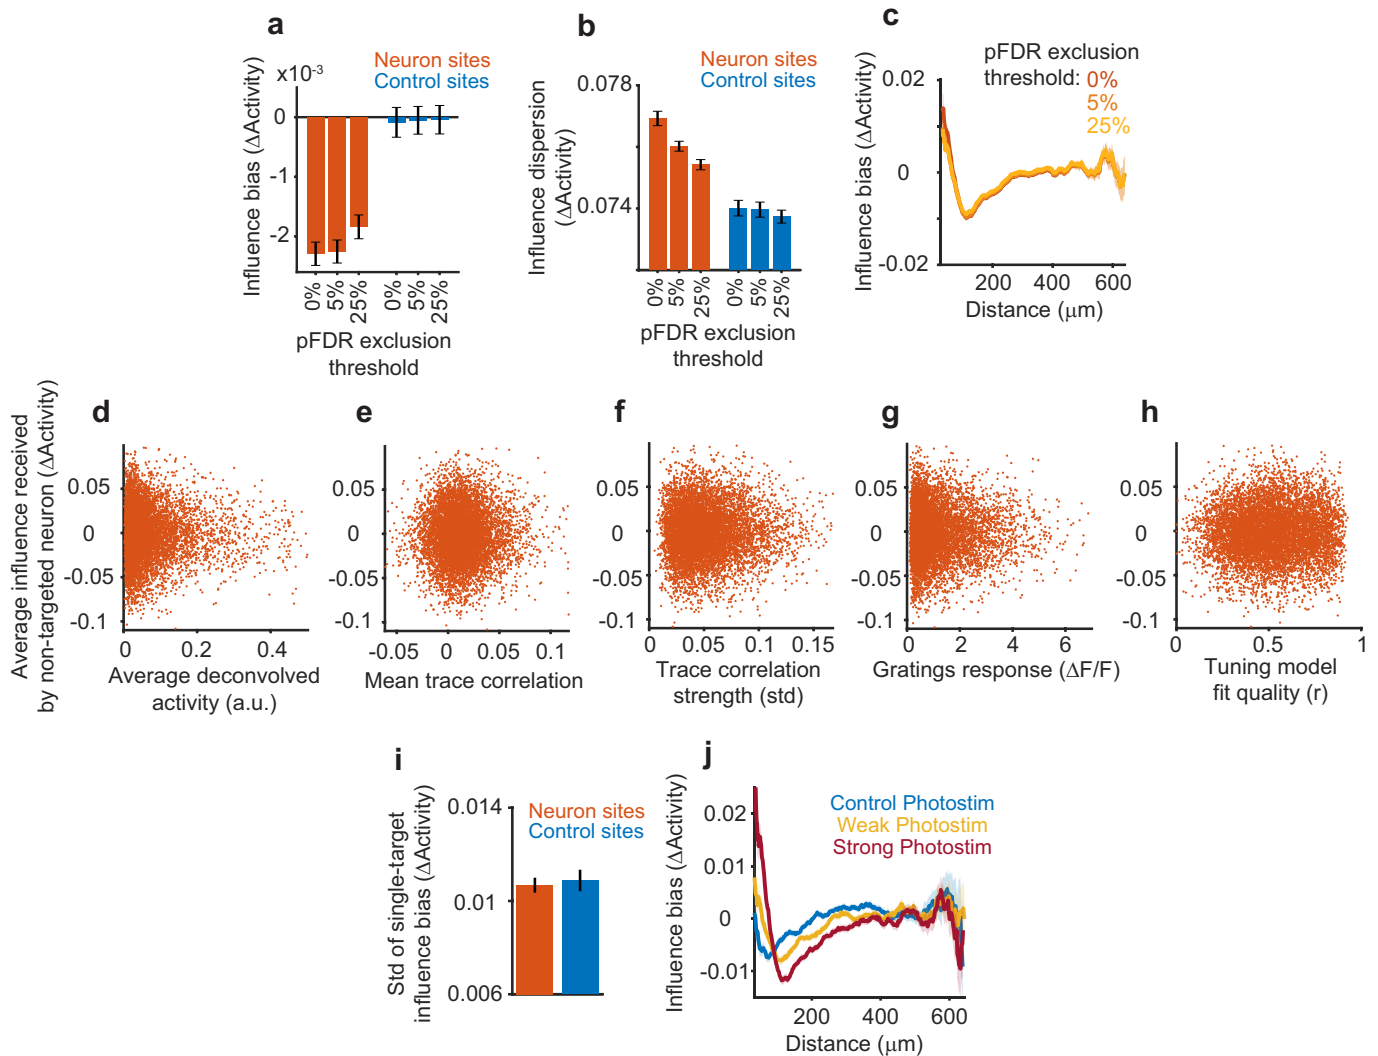 a
Influence bias (ΔActivity)
x10-3
Neuron sites
Control sites
0
-1
-2
0%
5%
25%
0%
5%
25%
pFDR exclusion
threshold
b
Influence dispersion
(ΔActivity)
Neuron sites
Control sites
0.078
0.074
0%
5%
25%
0%
5%
25%
pFDR exclusion
threshold
c
Influence bias (ΔActivity)
pFDR exclusion
threshold: 0%
5%
25%
0.02
0
-0.02
200 400 600
Distance (μm)
Average influence received
by non-targeted neuron (ΔActivity)
d
0.05
0
-0.05
-0.1
0 0.2 0.4
Average deconvolved
activity (a.u.)
e
0.05
0
-0.05
-0.1
-0.05 0 0.05 0.1
Mean trace correlation
f
0.05
0
-0.05
-0.1
0 0.05 0.1 0.15
Trace correlation
strength (std)
g
0.05
0
-0.05
-0.1
0 2 4 6
Gratings response (ΔF/F)
h
0.05
0
-0.05
-0.1
0 0.5 1
Tuning model
fit quality (r)
i
Std of single-target
influence bias (ΔActivity)
Neuron sites
Control sites
0.014
0.01
0.006
j
Influence bias (ΔActivity)
Control Photostim
Weak Photostim
Strong Photostim
0.02
0.01
0
-0.01
200 400 600
Distance (μm)